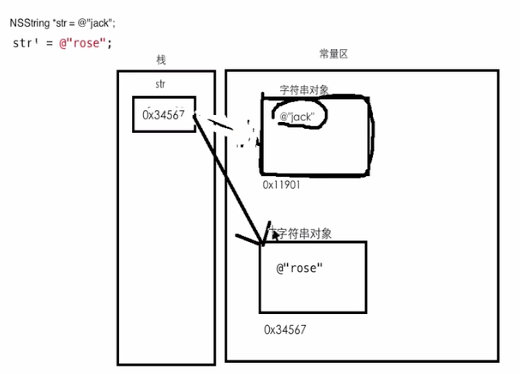 NSString *str = @"jack";
str' = @"rose";
栈
常量区
str
0x34567
字符串对象
@"jack"
0x11901
字符串对象
@"rose"
0x34567